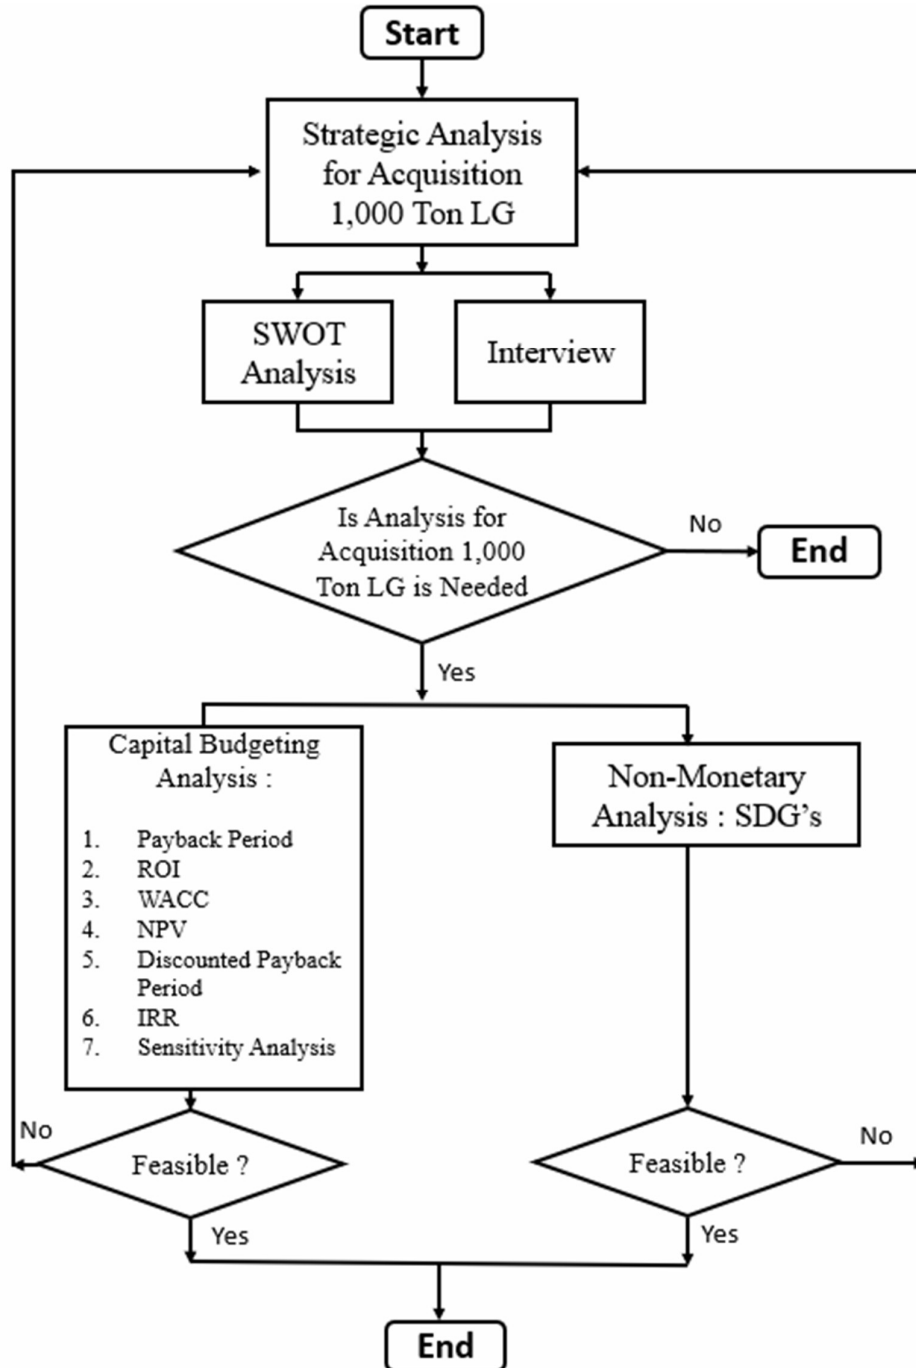 Start
Strategic Analysis
for Acquisition
1,000 Ton LG
SWOT
Analysis
Interview
Is Analysis for
Acquisition 1,000
Ton LG is Needed
No
End
Yes
Capital Budgeting
Analysis :
1. Payback Period
2. ROI
3. WACC
4. NPV
5. Discounted Payback
Period
6. IRR
7. Sensitivity Analysis
Non-Monetary
Analysis : SDG’s
No
Feasible ?
Yes
Feasible ?
No
Yes
End